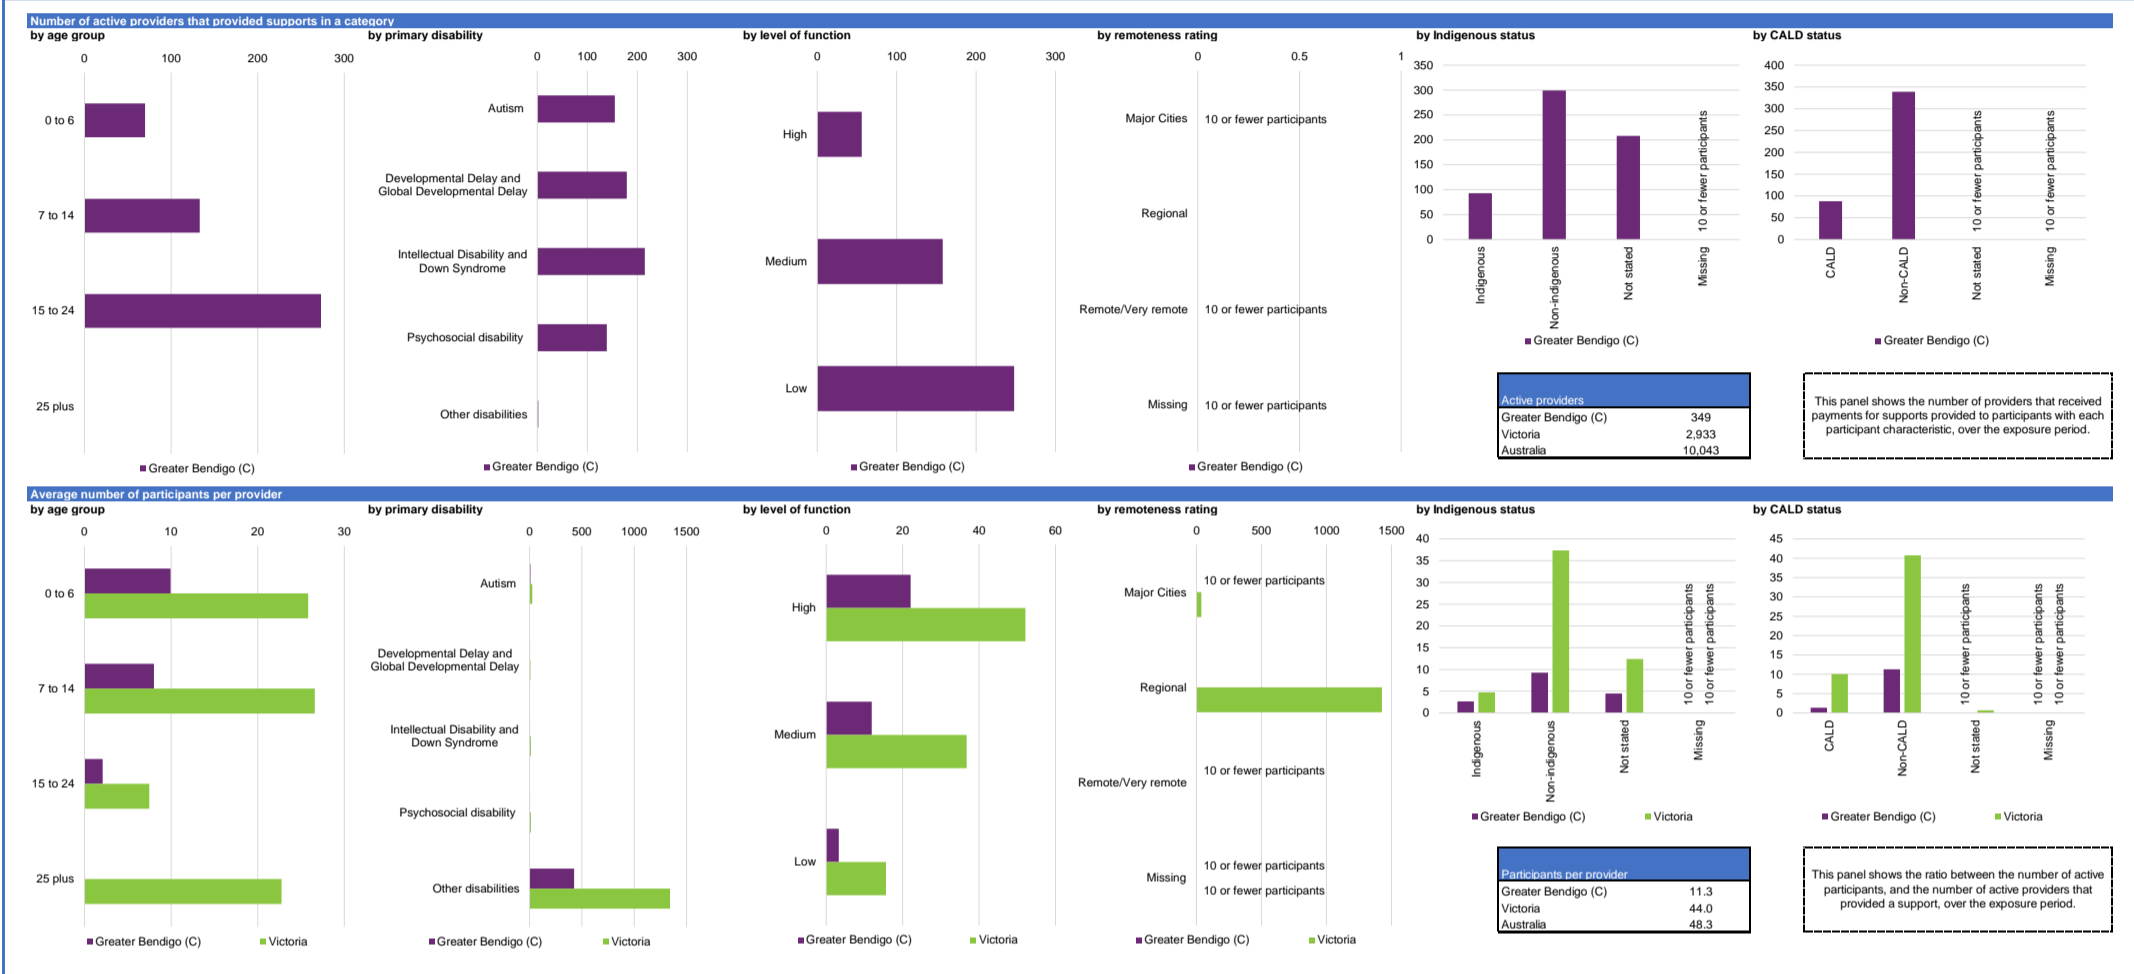 Number of active providers that provided supports in a category
by age group
0 100 200 300
0 to 6
7 to 14
15 to 24
25 plus
Greater Bendigo (C)
by primary disability
0 100 200 300
Autism
Developmental Delay and
Global Developmental Delay
Intellectual Disability and
Down Syndrome
Psychosocial disability
Other disabilities
Greater Bendigo (C)
by level of function
0 100 200 300
High
Medium
Low
Greater Bendigo (C)
by remoteness rating
0 0.5 1
Major Cities 10 or fewer participants
Regional
Remote/Very remote 10 or fewer participants
Missing 10 or fewer participants
Greater Bendigo (C)
by Indigenous status
350
300
250
200
150
100
50
0
10 or fewer participants
Indigenous
Non-indigenous
Not stated
Missing
Greater Bendigo (C)
by CALD status
400
350
300
250
200
150
100
50
0
10 or fewer participants
10 or fewer participants
CALD
Non-CALD
Not stated
Missing
Greater Bendigo (C)
Active providers
Greater Bendigo (C) 349
Victoria 2,933
Australia 10,043
This panel shows the number of providers that received
payments for supports provided to participants with each
participant characteristic, over the exposure period.
Average number of participants per provider
by age group
0 10 20 30
0 to 6
7 to 14
15 to 24
25 plus
Greater Bendigo (C) Victoria
by primary disability
0 500 1000 1500
Autism
Developmental Delay and
Global Developmental Delay
Intellectual Disability and
Down Syndrome
Psychosocial disability
Other disabilities
Greater Bendigo (C) Victoria
by level of function
0 20 40 60
High
Medium
Low
Greater Bendigo (C) Victoria
by remoteness rating
0 500 1000 1500
10 or fewer participants
Major Cities
Regional
10 or fewer participants
Remote/Very remote
10 or fewer participants
Missing
10 or fewer participants
Greater Bendigo (C) Victoria
by Indigenous status
40
35
30
25
20
15
10
5
0
10 or fewer participants
10 or fewer participants
Indigenous
Non-indigenous
Not stated
Missing
Greater Bendigo (C) Victoria
by CALD status
45
40
35
30
25
20
15
10
5
0
10 or fewer participants
10 or fewer participants
10 or fewer participants
CALD
Non-CALD
Not stated
Missing
Greater Bendigo (C) Victoria
Participants per provider
Greater Bendigo (C) 11.3
Victoria 44.0
Australia 48.3
This panel shows the ratio between the number of active
participants, and the number of active providers that
provided a support, over the exposure period.